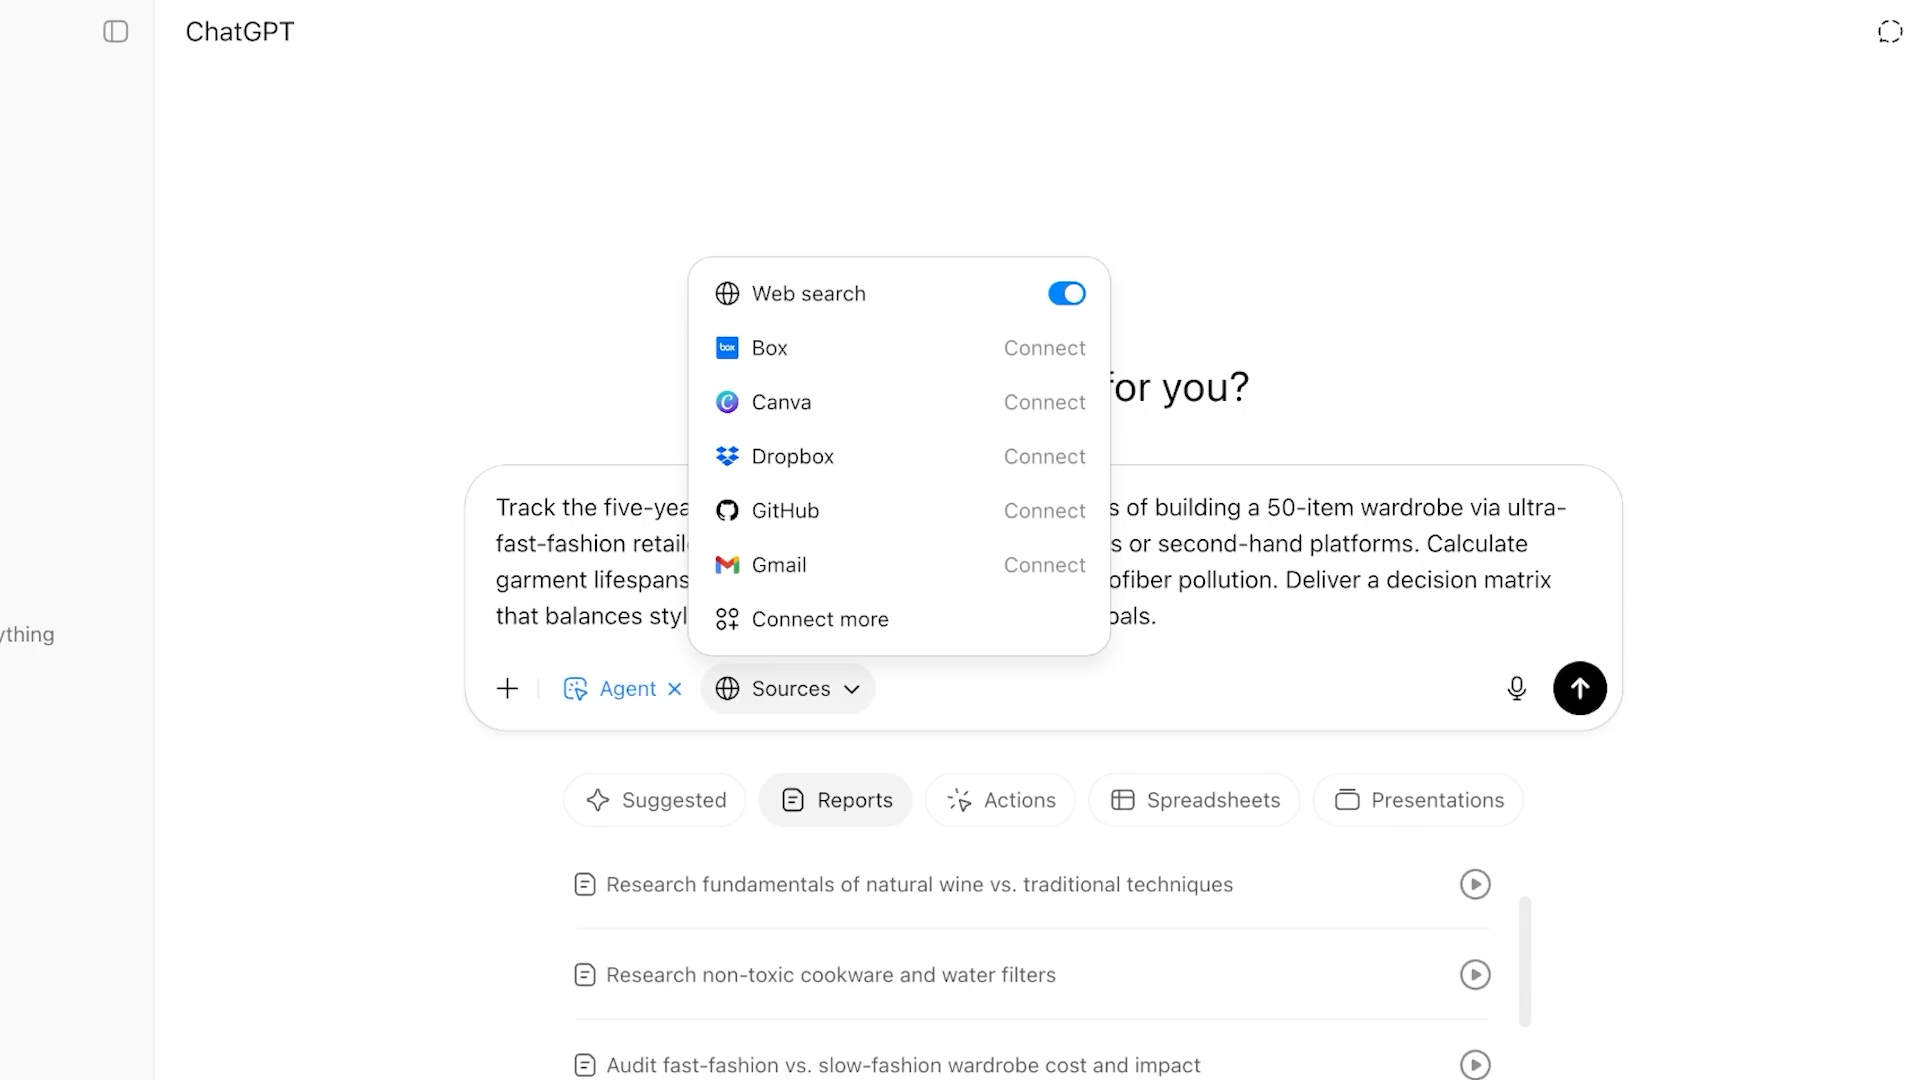 ChatGPT
Web search
box Box Connect
Canva Connect
for you?
Dropbox Connect
Track the five-yea
s of building a 50-item wardrobe via ultra-
GitHub Connect
fast-fashion retail
s or second-hand platforms. Calculate
Gmail Connect
garment lifespans
ofiber pollution. Deliver a decision matrix
that balances styl
oals.
Connect more
ything
Agent
Sources
Suggested
Reports
Actions
Spreadsheets
Presentations
Research fundamentals of natural wine vs. traditional techniques
Research non-toxic cookware and water filters
Audit fast-fashion vs. slow-fashion wardrobe cost and impact